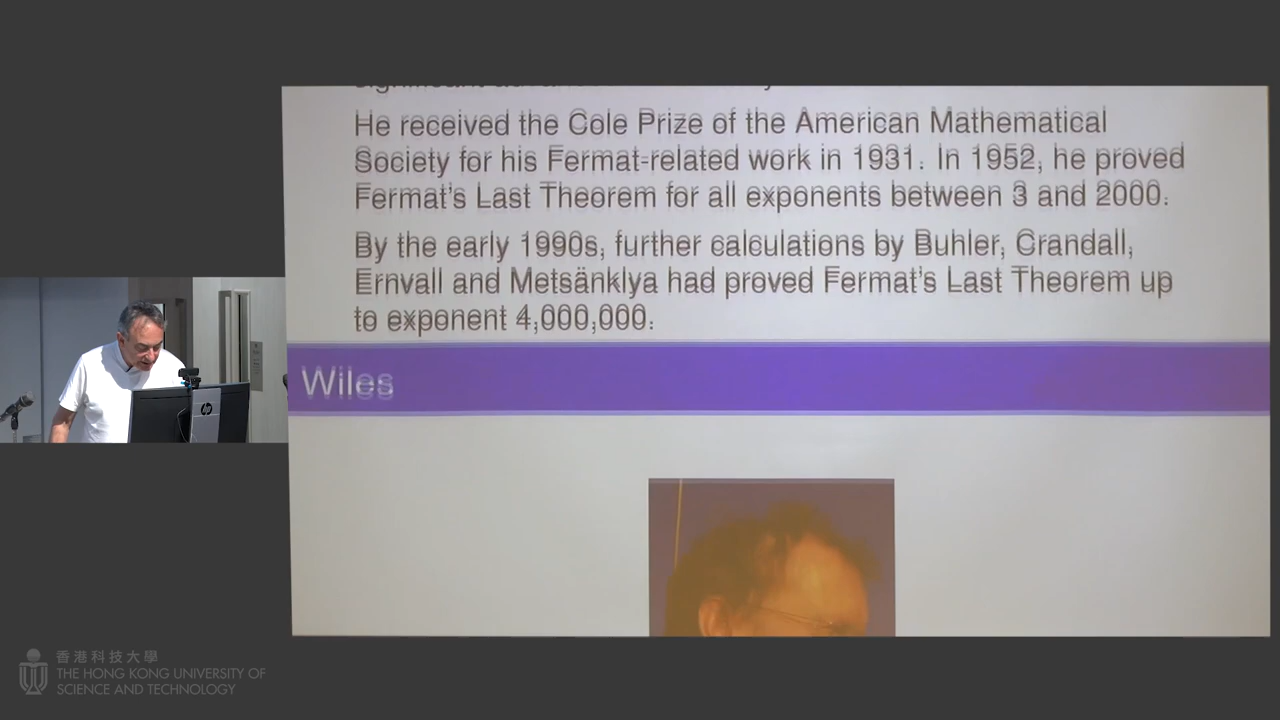 He received the Cole Prize of the American Mathematical
Society for his Fermat-related work in 1931. In 1952, he proved
Fermat's Last Theorem for all exponents between 3 and 2000.
By the early 1990s, further calculations by Buhler, Crandall,
Ernvall and Metsänklya had proved Fermat's Last Theorem up
to exponent 4,000,000.
Wiles
hp
香港科技大學
THE HONG KONG UNIVERSITY OF
SCIENCE AND TECHNOLOGY